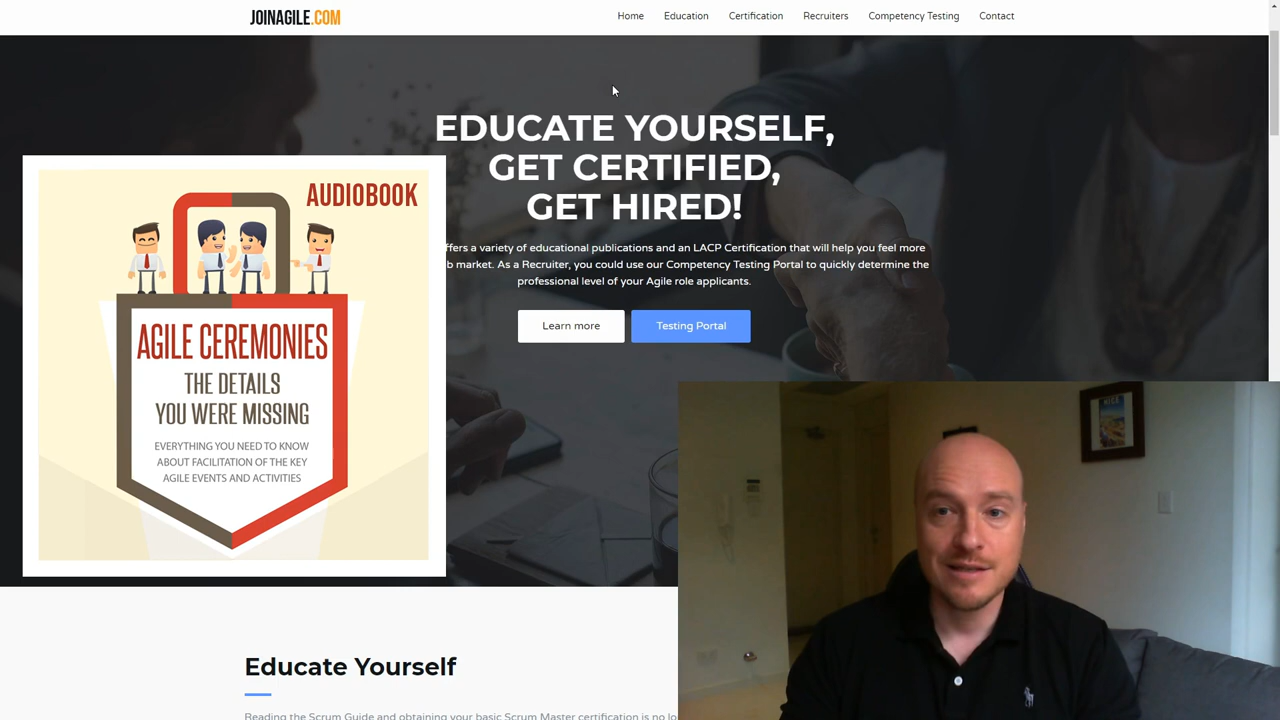 JOINAGILE.COM
Home Education Certification Recruiters Competency Testing Contact
EDUCATE YOURSELF,
GET CERTIFIED,
GET HIRED!
offers a variety of educational publications and an LACP Certification that will help you feel more
b market. As a Recruiter, you could use our Competency Testing Portal to quickly determine the
professional level of your Agile role applicants.
Learn more Testing Portal
AUDIOBOOK
AGILE CEREMONIES
THE DETAILS
YOU WERE MISSING
EVERYTHING YOU NEED TO KNOW
ABOUT FACILITATION OF THE KEY
AGILE EVENTS AND ACTIVITIES
NICE
Educate Yourself
Reading the Scrum Guide and obtaining your basic Scrum Master certification is no lo